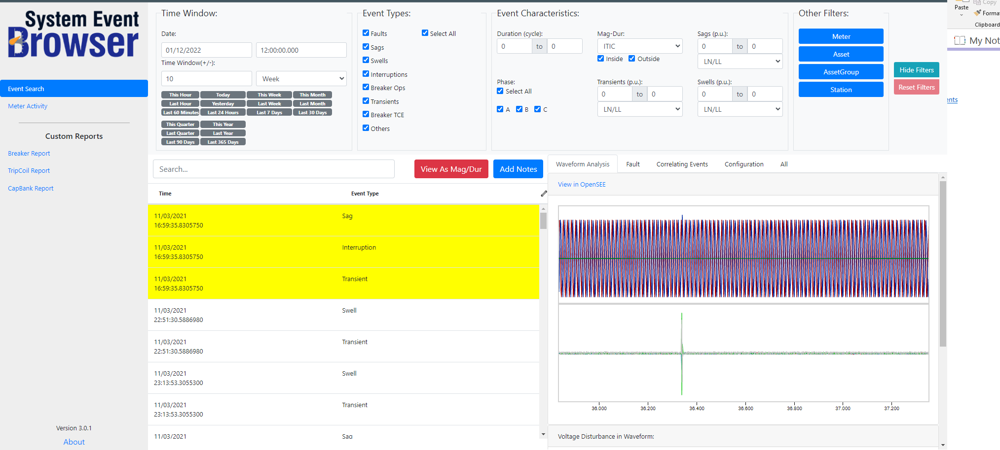 System Event
Browser
Event Search
Meter Activity
Custom Reports
Breaker Report
TripCoil Report
CapBank Report
Version 3.0.1
About
Time Window:
Date:
01/12/2022 12:00:00.000
Time Window(+/-):
10 Week
This Hour Today This Week This Month
Last Hour Yesterday Last Week Last Month
Last 60 Minutes Last 24 Hours Last 7 Days Last 30 Days
This Quarter This Year
Last Quarter Last Year
Last 90 Days Last 365 Days
Event Types:
Faults Select All
Sags
Swells
Interruptions
Breaker Ops
Transients
Breaker TCE
Others
Event Characteristics:
Duration (cycle): Mag-Dur: Sags (p.u.):
0 to 0 ITIC 0 to 0
Inside Outside LN/LL
Phase: Transients (p.u.): Swells (p.u.):
Select All 0 to 0 0 to 0
A B C LN/LL LN/LL
Other Filters:
Meter
Asset
AssetGroup
Station
Hide Filters
Reset Filters
Paste Copy
Forma
Clipboard
My Not
ents
Search... View As Mag/Dur Add Notes
Time Event Type
11/03/2021 Sag
16:59:35.8305750
11/03/2021 Interruption
16:59:35.8305750
11/03/2021 Transient
16:59:35.8305750
11/03/2021 Swell
22:51:30.5886980
11/03/2021 Transient
22:51:30.5886980
11/03/2021 Swell
23:13:53.3055300
11/03/2021 Transient
23:13:53.3055300
11/03/2021 Sag
Waveform Analysis Fault Correlating Events Configuration All
View in OpenSEE
36.000 36.200 36.400 36.600 36.800 37.000 37.200
Voltage Disturbance in Waveform: